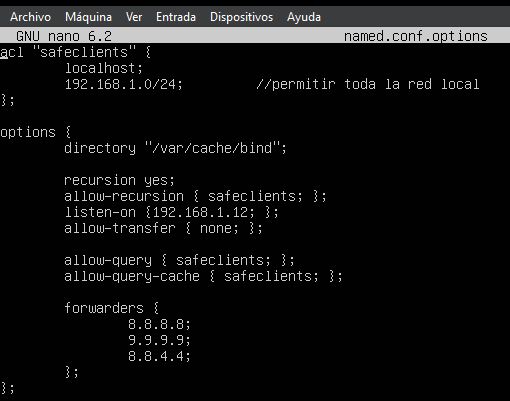 Archivo Máquina Ver Entrada Dispositivos Ayuda
GNU nano 6.2 named.conf.options
acl "safeclients" {
localhost;
192.168.1.0/24; //permitir toda la red local
};
options {
directory "/var/cache/bind";
recursion yes;
allow-recursion { safeclients; };
listen-on {192.168.1.12; };
allow-transfer { none; };
allow-query { safeclients; };
allow-query-cache { safeclients; };
forwarders {
8.8.8.8;
9.9.9.9;
8.8.4.4;
};
};